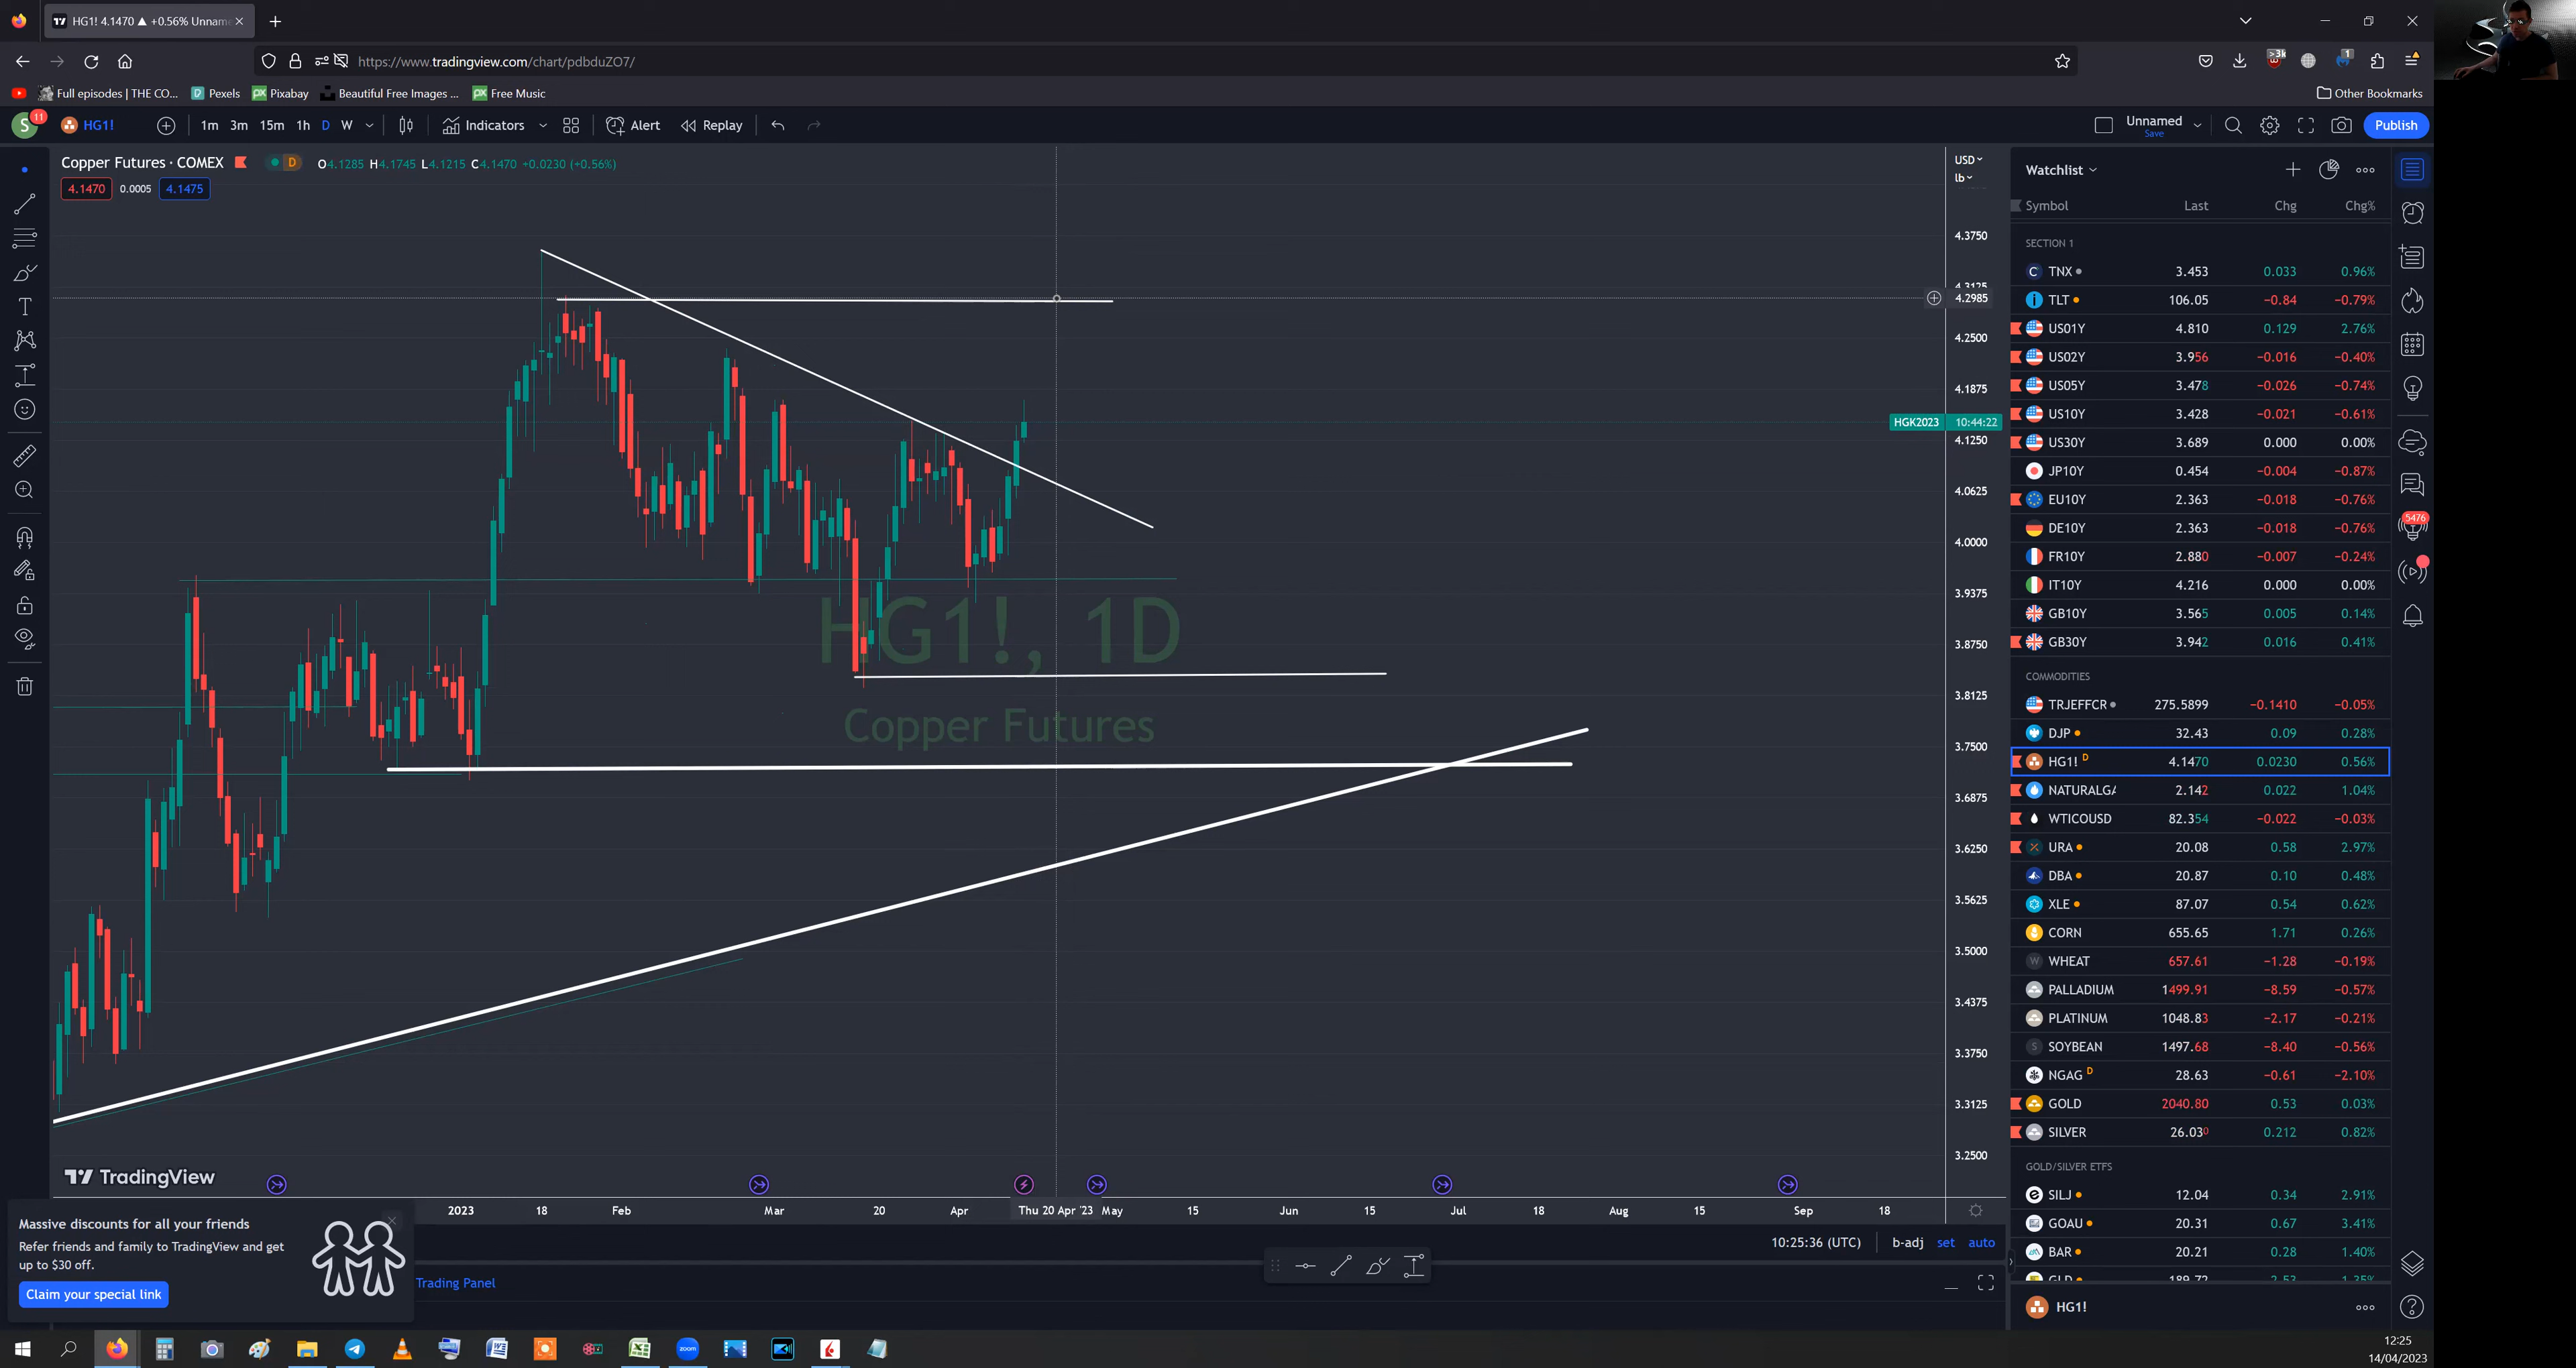 HG1! 4.1470 ▲ +0.56% Unnam
https://www.tradingview.com/chart/pdbduZO7/
>3k
1
Full episodes | THE CO...
Pexels
Pixabay
Beautiful Free Images ...
Free Music
Other Bookmarks
S
11
HG1!
1m
3m
15m
1h
D
W
Indicators
Alert
Replay
Unnamed
Save
Publish
Copper Futures · COMEX
D
O4.1285 H4.1745 L4.1215 C4.1470 +0.0230 (+0.56%)
4.1470
0.0005
4.1475
USD
lb
4.3750
4.3125
4.2985
4.2500
4.1875
HGK2023 10:44:22
4.1250
4.0625
4.0000
3.9375
3.8750
3.8125
3.7500
3.6875
3.6250
3.5625
3.5000
3.4375
3.3750
3.3125
3.2500
HG1!, 1D
Copper Futures
TradingView
2023
18
Feb
Mar
20
Apr
Thu 20 Apr '23
May
15
Jun
15
Jul
18
Aug
Sep
18
10:25:36 (UTC)
b-adj
set
auto
Massive discounts for all your friends
Refer friends and family to TradingView and get
up to $30 off.
Claim your special link
Trading Panel
Watchlist
Symbol Last Chg Chg%
SECTION 1
TNX 3.453 0.033 0.96%
TLT 106.05 −0.84 −0.79%
US01Y 4.810 0.129 2.76%
US02Y 3.956 −0.016 −0.40%
US05Y 3.478 −0.026 −0.74%
US10Y 3.428 −0.021 −0.61%
US30Y 3.689 0.000 0.00%
JP10Y 0.454 −0.004 −0.87%
EU10Y 2.363 −0.018 −0.76%
DE10Y 2.363 −0.018 −0.76%
FR10Y 2.880 −0.007 −0.24%
IT10Y 4.216 0.000 0.00%
GB10Y 3.565 0.005 0.14%
GB30Y 3.942 0.016 0.41%
COMMODITIES
TRJEFFCR 275.5899 −0.1410 −0.05%
DJP 32.43 0.09 0.28%
HG1! D 4.1470 0.0230 0.56%
NATURALGA 2.142 0.022 1.04%
WTICOUSD 82.354 −0.022 −0.03%
URA 20.08 0.58 2.97%
DBA 20.87 0.10 0.48%
XLE 87.07 0.54 0.62%
CORN 655.65 1.71 0.26%
W WHEAT 657.61 −1.28 −0.19%
PALLADIUM 1499.91 −8.59 −0.57%
PLATINUM 1048.83 −2.17 −0.21%
S SOYBEAN 1497.68 −8.40 −0.56%
NGAG D 28.63 −0.61 −2.10%
GOLD 2040.80 0.53 0.03%
SILVER 26.030 0.212 0.82%
GOLD/SILVER ETFS
SILJ 12.04 0.34 2.91%
GOAU 20.31 0.67 3.41%
BAR 20.21 0.28 1.40%
GLD 189.72 2.53 1.35%
HG1!
5476
zoom
12:25
14/04/2023